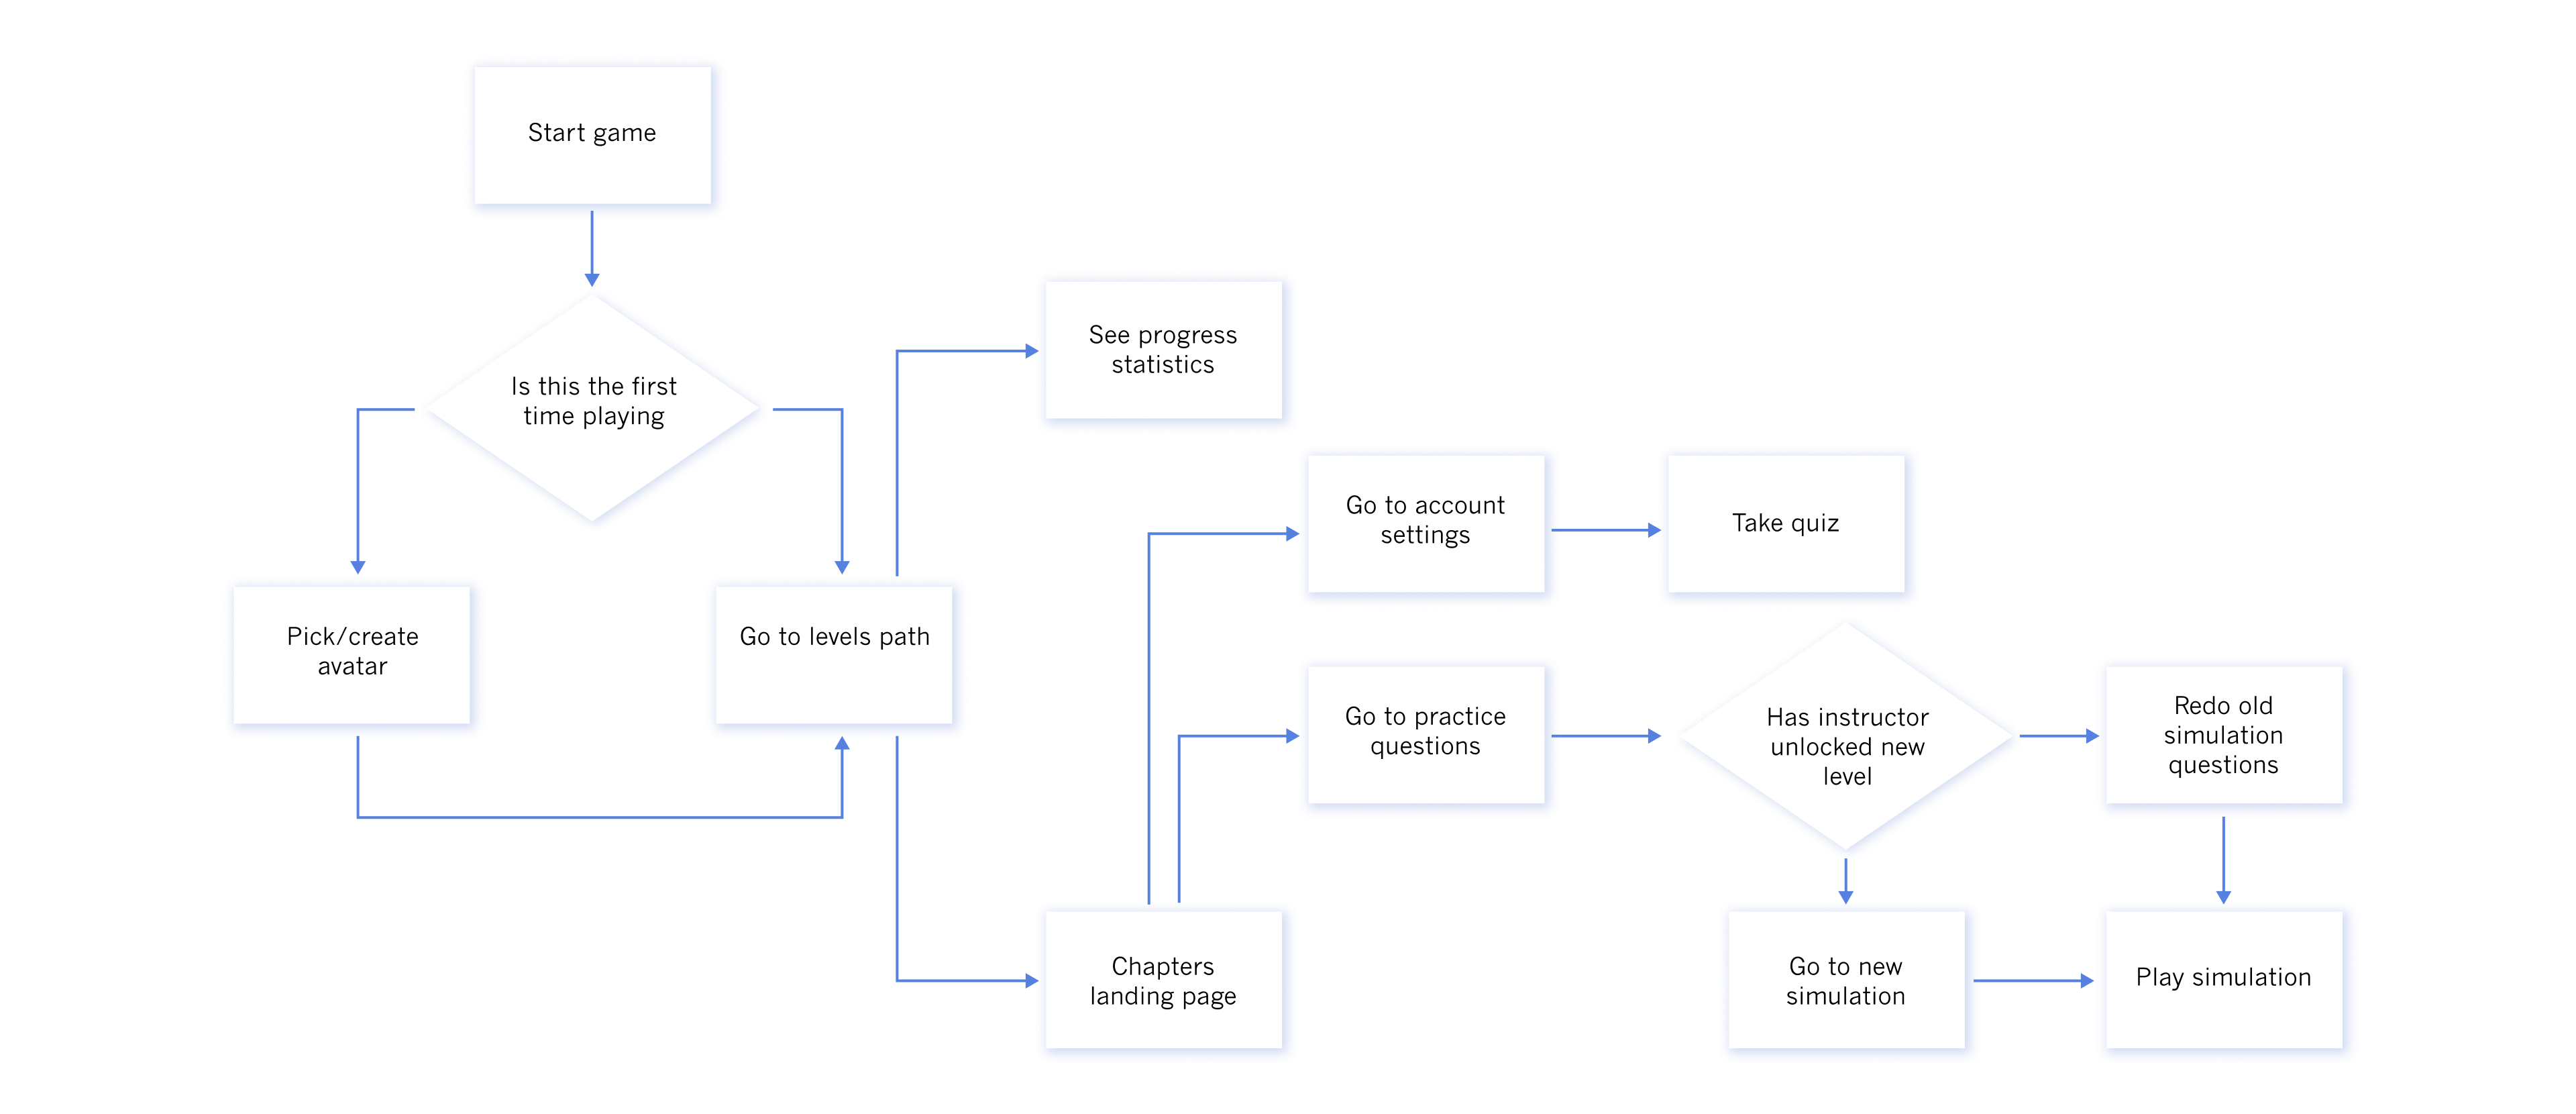 Start game
Is this the first
time playing
Pick/create
avatar
Go to levels path
See progress
statistics
Chapters
landing page
Go to account
settings
Take quiz
Go to practice
questions
Has instructor
unlocked new
level
Redo old
simulation
questions
Go to new
simulation
Play simulation